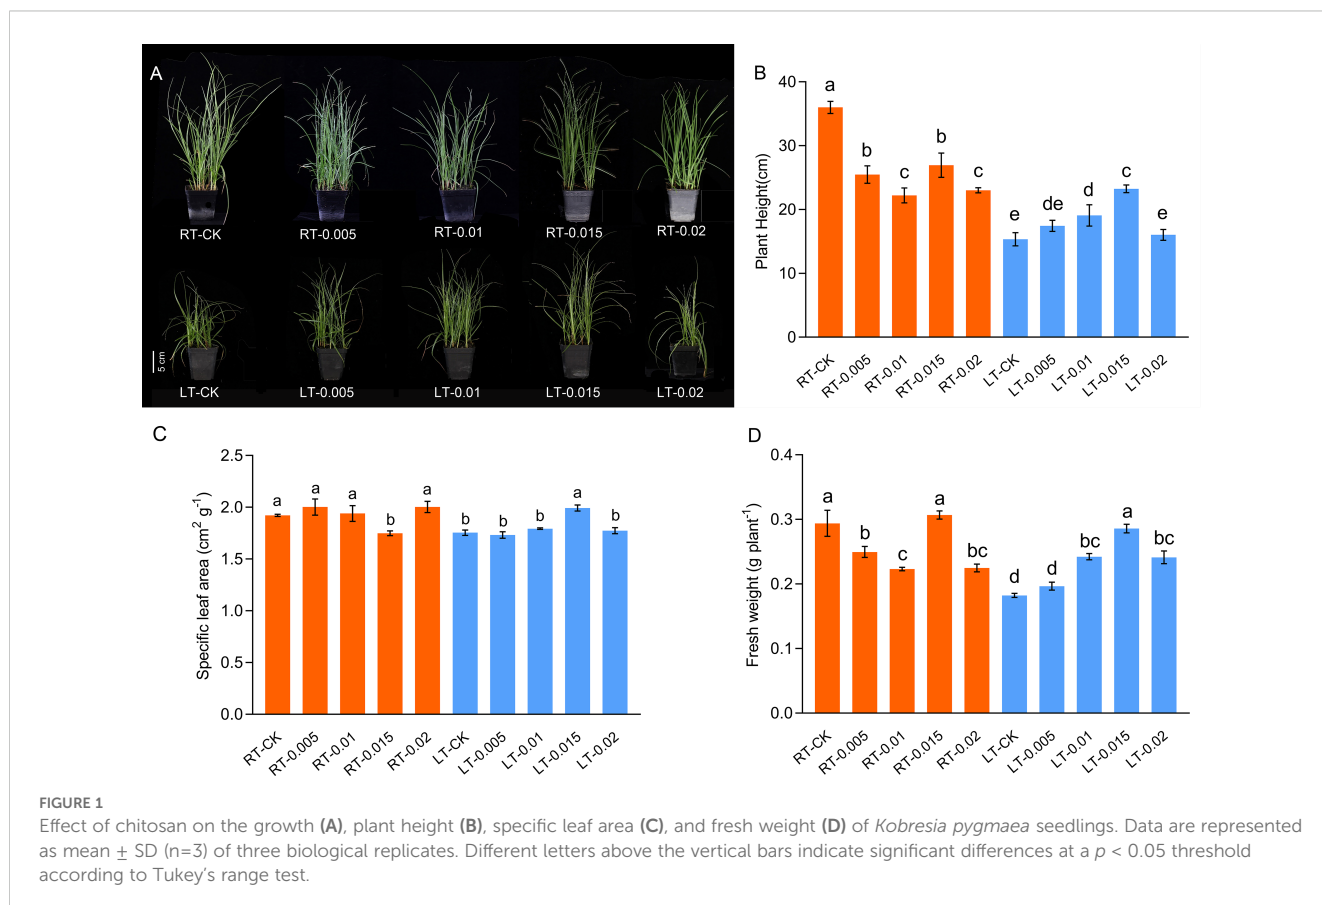 A
RT-CK RT-0.005 RT-0.01 RT-0.015 RT-0.02
5 cm
LT-CK LT-0.005 LT-0.01 LT-0.015 LT-0.02
B
Plant Height(cm)
40
30
20
10
0
a b c b c e de d c e
RT-CK RT-0.005 RT-0.01 RT-0.015 RT-0.02 LT-CK LT-0.005 LT-0.01 LT-0.015 LT-0.02
C
Specific leaf area (cm² g⁻¹)
2.5
2.0
1.5
1.0
0.5
0.0
a a a b a b b b a b
RT-CK RT-0.005 RT-0.01 RT-0.015 RT-0.02 LT-CK LT-0.005 LT-0.01 LT-0.015 LT-0.02
D
Fresh weight (g plant⁻¹)
0.4
0.3
0.2
0.1
0.0
a b c a bc d d bc a bc
RT-CK RT-0.005 RT-0.01 RT-0.015 RT-0.02 LT-CK LT-0.005 LT-0.01 LT-0.015 LT-0.02
FIGURE 1
Effect of chitosan on the growth (A), plant height (B), specific leaf area (C), and fresh weight (D) of Kobresia pygmaea seedlings. Data are represented
as mean ± SD (n=3) of three biological replicates. Different letters above the vertical bars indicate significant differences at a p < 0.05 threshold
according to Tukey's range test.